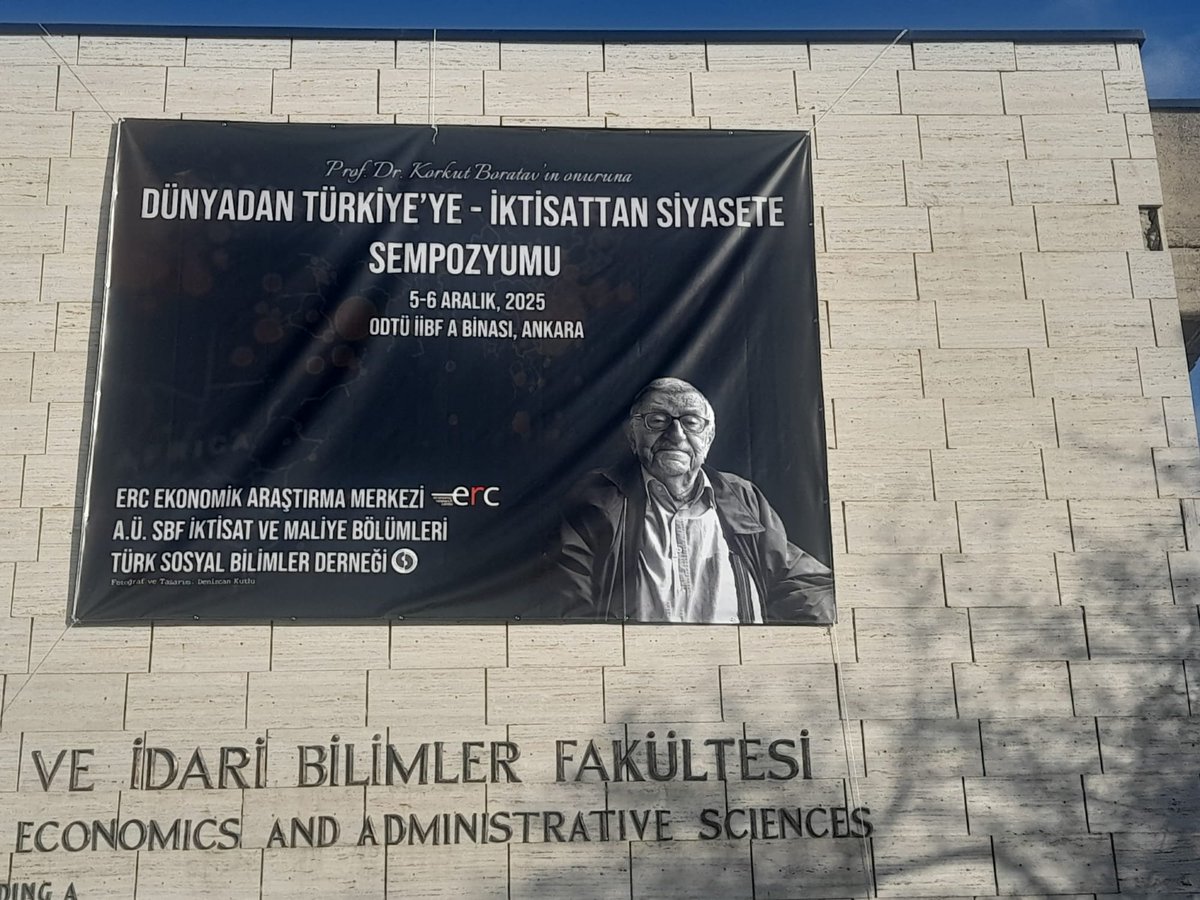 Prof. Dr. Korkut Boratav'ın onuruna
DÜNYADAN TÜRKİYE'YE - İKTİSATTAN SİYASETE
SEMPOZYUMU
5-6 ARALIK, 2025
ODTÜ İİBF A BİNASI, ANKARA
ERC EKONOMİK ARAŞTIRMA MERKEZİ erc
A.Ü. SBF İKTİSAT VE MALİYE BÖLÜMLERİ
TÜRK SOSYAL BİLİMLER DERNEĞİ
Fotoğraf ve Tasarım: Denizcan Kutlu
VE İDARİ BİLİMLER FAKÜLTESİ
ECONOMICS AND ADMINISTRATIVE SCIENCES
DING A